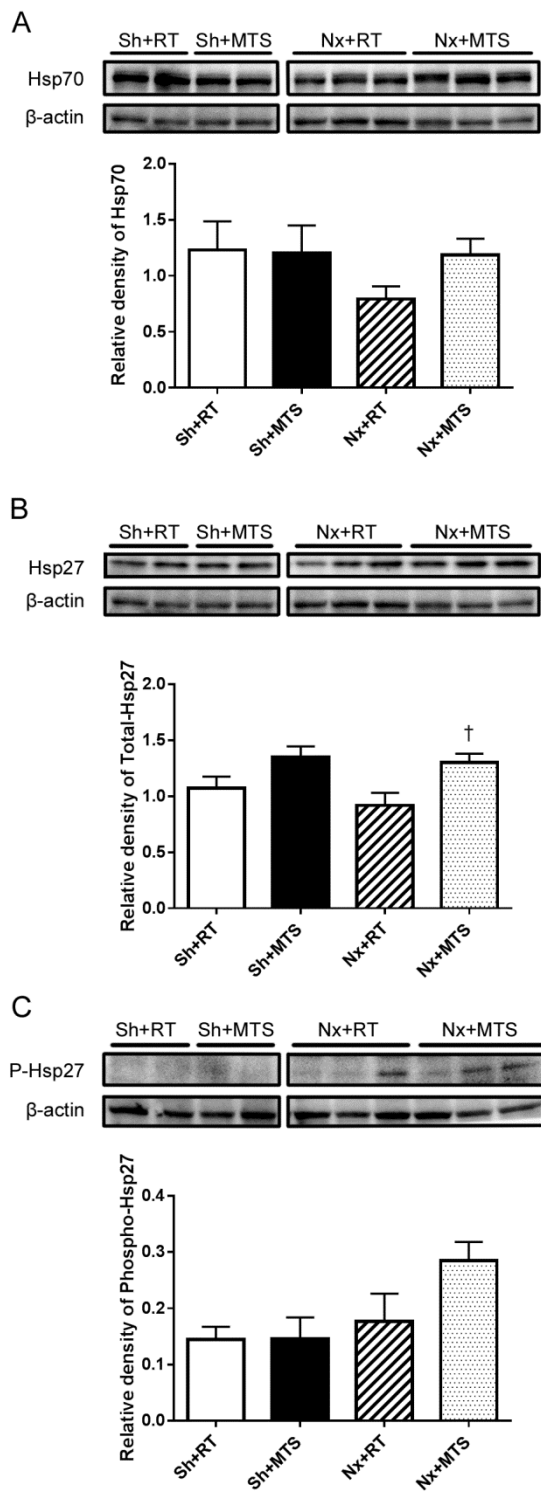 A
Sh+RT Sh+MTS Nx+RT Nx+MTS
Hsp70
β-actin
Relative density of Hsp70
2.0
1.5
1.0
0.5
0.0
Sh+RT Sh+MTS Nx+RT Nx+MTS
B
Sh+RT Sh+MTS Nx+RT Nx+MTS
Hsp27
β-actin
Relative density of Total-Hsp27
2.0
1.5
1.0
0.5
0.0
†
Sh+RT Sh+MTS Nx+RT Nx+MTS
C
Sh+RT Sh+MTS Nx+RT Nx+MTS
P-Hsp27
β-actin
Relative density of Phospho-Hsp27
0.4
0.3
0.2
0.1
0.0
Sh+RT Sh+MTS Nx+RT Nx+MTS